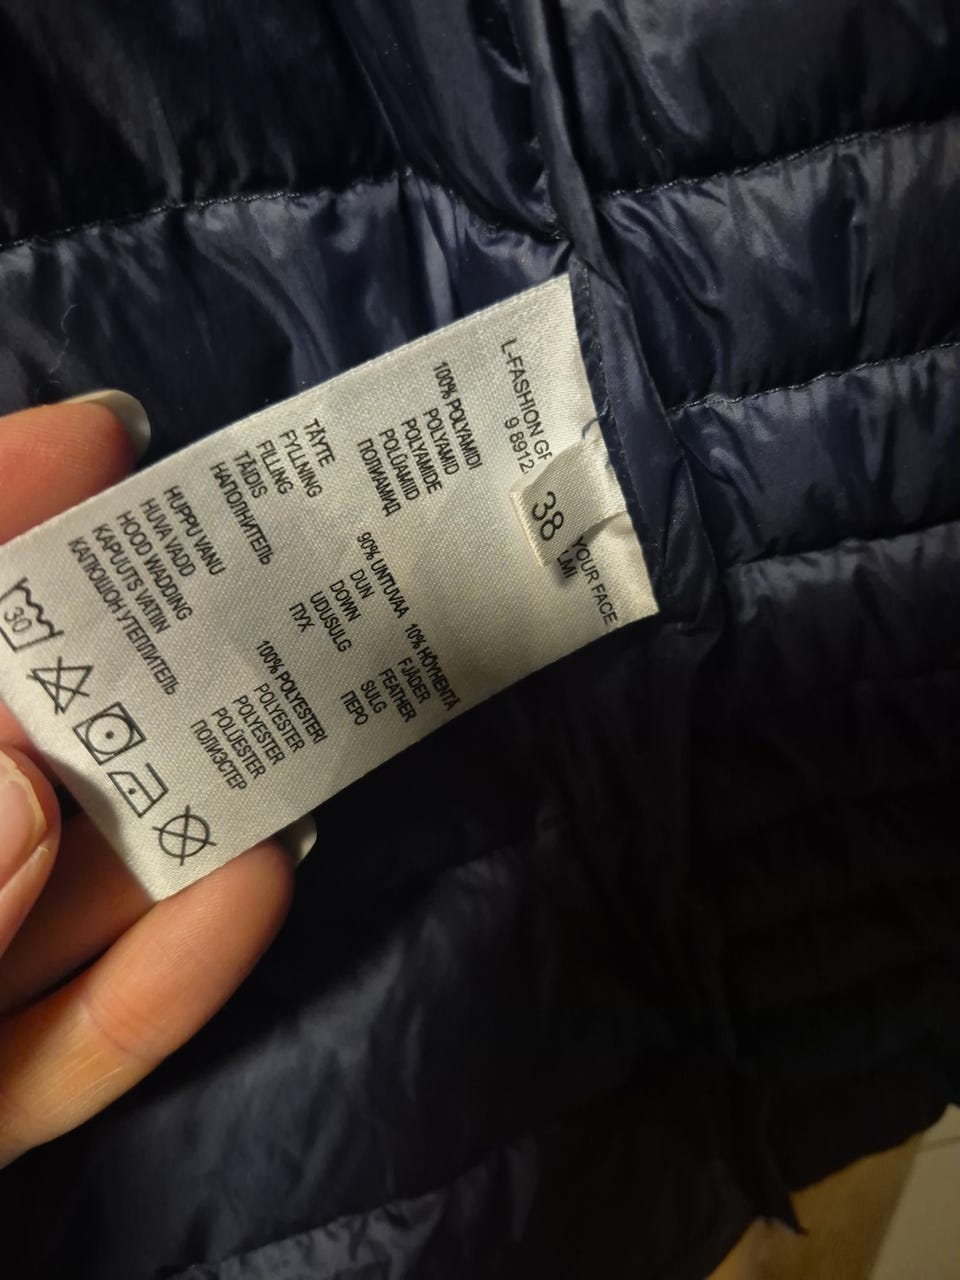 L-FASHION GR
9 8912
38
YOUR FACE
100% POLYAMIDI
POLYAMID
POLYAMIDE
POLÜAMIID
ПОЛИАМИД
TÄYTE
FYLLNING
FILLING
TÄIDIS
НАПОЛНИТЕЛЬ
90% UNTUVAA 10% HÖYHENTÄ
DUN FJÄDER
DOWN FEATHER
UDUSULG SULG
ПУХ ПЕРО
HUPPU VANU
HUVA VADD
HOOD WADDING
KAPUUTS VATIIN
КАПЮШОН УТЕПЛИТЕЛЬ
100% POLYESTERI
POLYESTER
POLYESTER
POLÜESTER
ПОЛИЭСТЕР
30